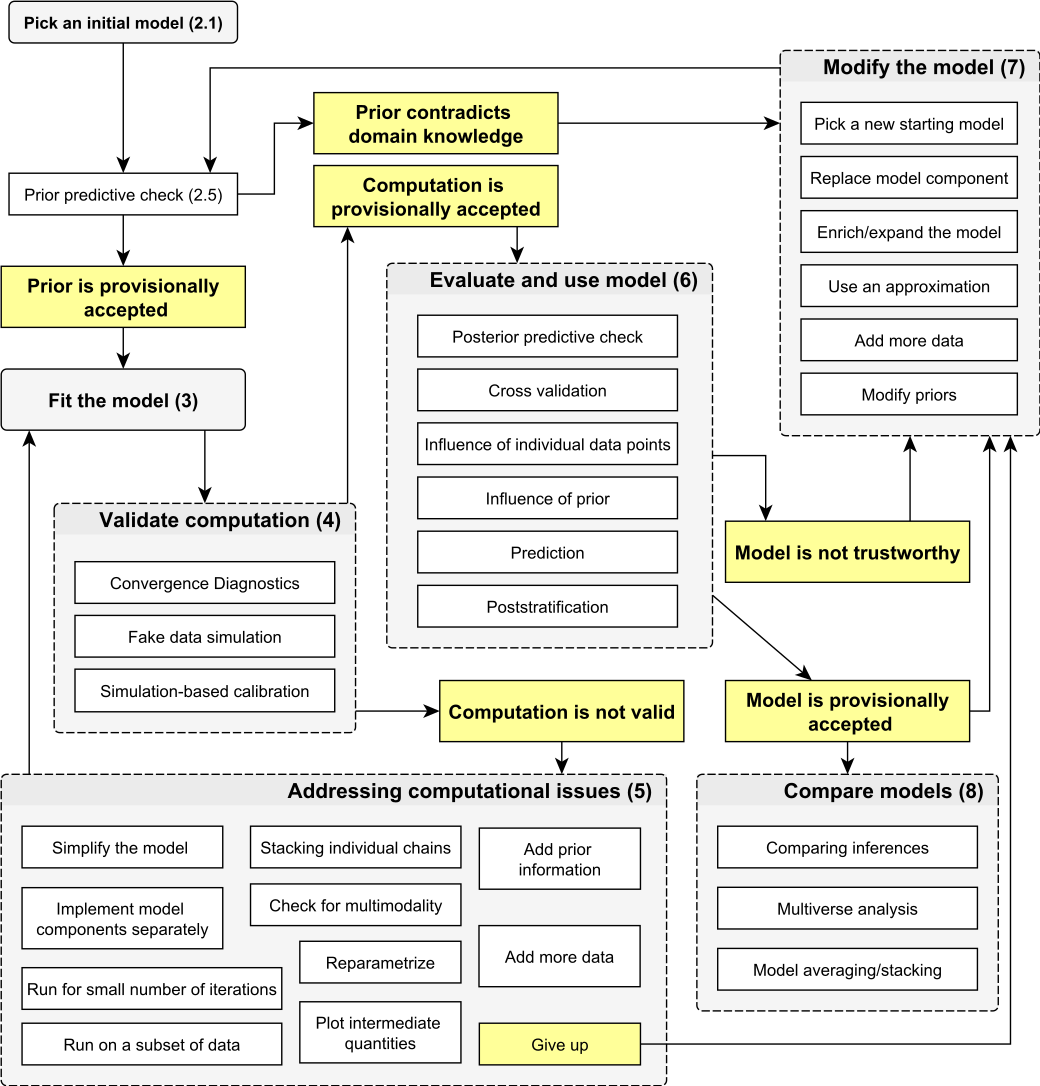 Pick an initial model (2.1)
Prior predictive check (2.5)
Prior is provisionally
accepted
Fit the model (3)
Prior contradicts
domain knowledge
Computation is
provisionally accepted
Modify the model (7)
Pick a new starting model
Replace model component
Enrich/expand the model
Use an approximation
Add more data
Modify priors
Evaluate and use model (6)
Posterior predictive check
Cross validation
Influence of individual data points
Influence of prior
Prediction
Poststratification
Validate computation (4)
Convergence Diagnostics
Fake data simulation
Simulation-based calibration
Model is not trustworthy
Computation is not valid
Model is provisionally
accepted
Addressing computational issues (5)
Simplify the model
Implement model
components separately
Run for small number of iterations
Run on a subset of data
Stacking individual chains
Check for multimodality
Reparametrize
Plot intermediate
quantities
Add prior
information
Add more data
Give up
Compare models (8)
Comparing inferences
Multiverse analysis
Model averaging/stacking